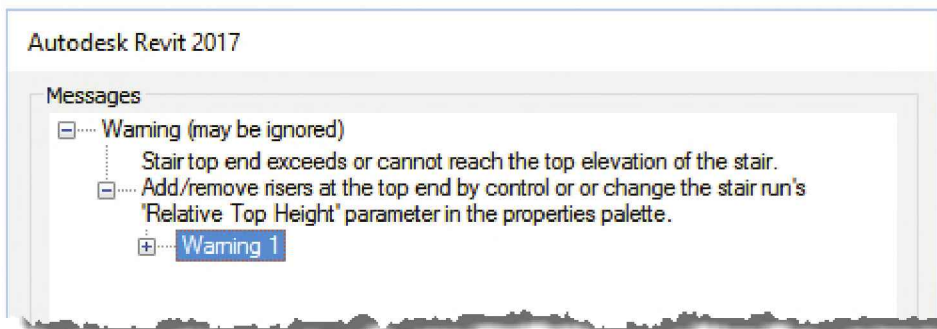 Autodesk Revit 2017
Messages
Warning (may be ignored)
Stair top end exceeds or cannot reach the top elevation of the stair.
Add/remove risers at the top end by control or or change the stair run's
'Relative Top Height' parameter in the properties palette.
Warning 1